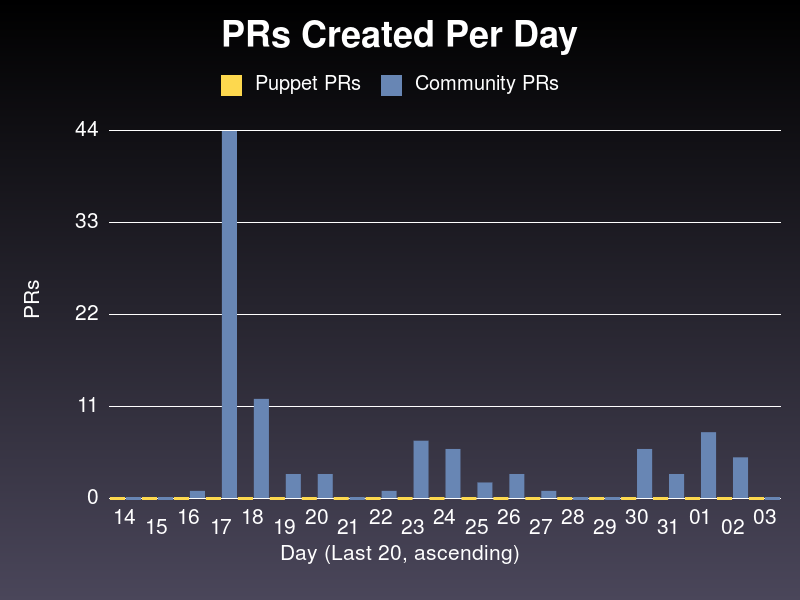 PRs Created Per Day
Puppet PRs Community PRs
44
33
22
11
0
PRs
14 15 16 17 18 19 20 21 22 23 24 25 26 27 28 29 30 31 01 02 03
Day (Last 20, ascending)